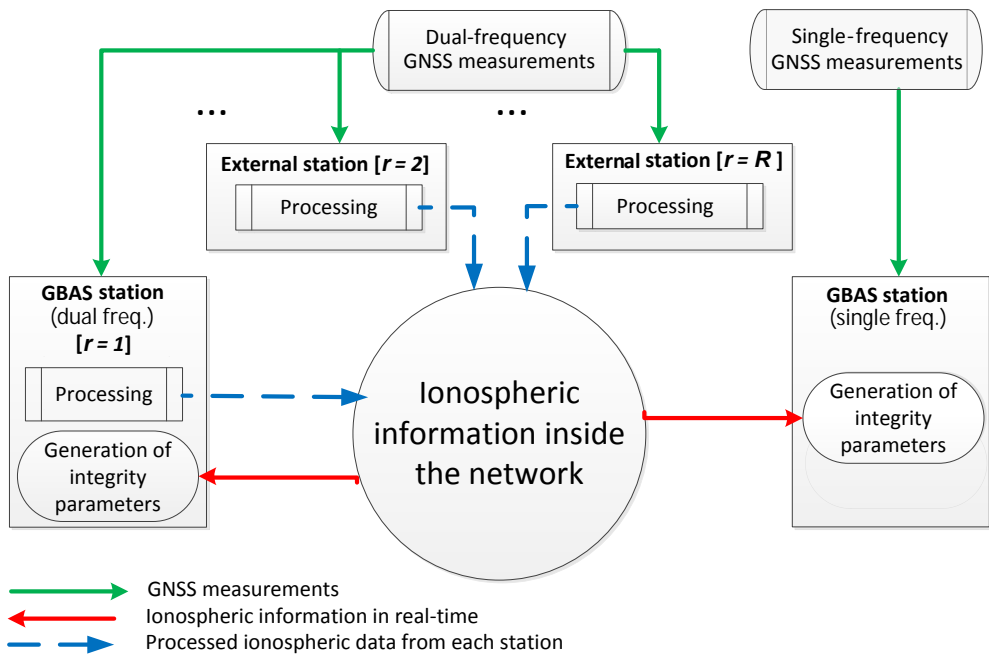 Dual-frequency
GNSS measurements
Single-frequency
GNSS measurements
...
...
External station [r = 2]
Processing
External station [r = R ]
Processing
GBAS station
(dual freq.)
[r = 1]
Processing
Generation of
integrity
parameters
Ionospheric
information inside
the network
GBAS station
(single freq.)
Generation of
integrity
parameters
GNSS measurements
Ionospheric information in real-time
Processed ionospheric data from each station